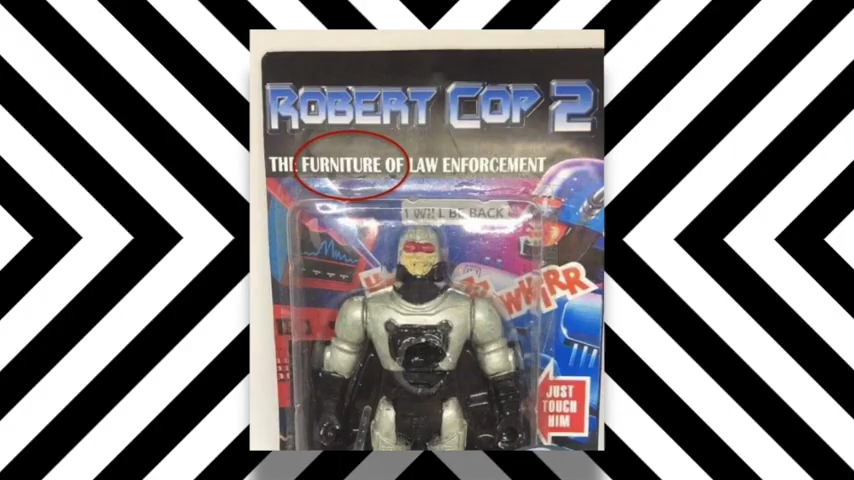 ROBERT COP 2
THE FURNITURE OF LAW ENFORCEMENT
I WILL BE BACK
WHIRR
JUST
TOUCH
HIM